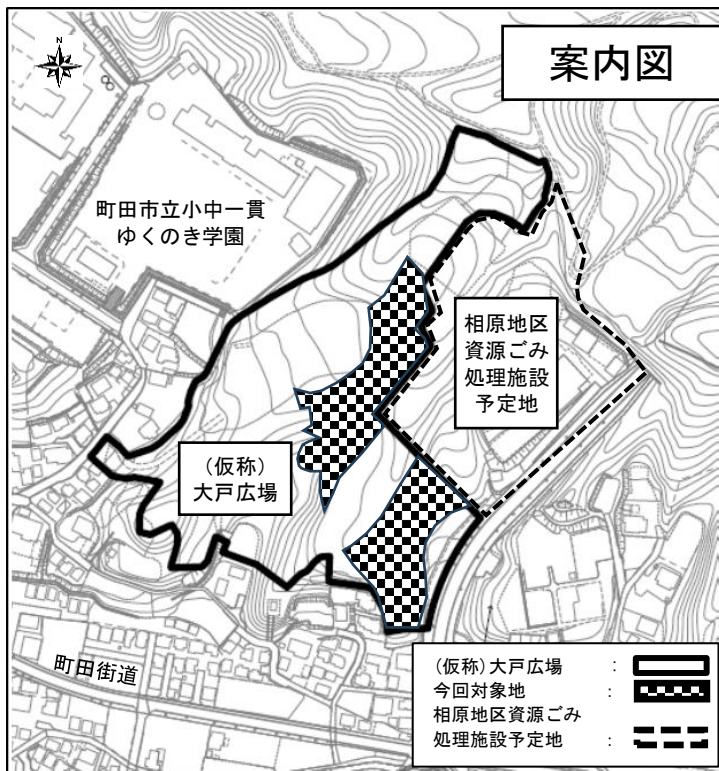 N
案内図
町田市立小中一貫
ゆくのき学園
相原地区
資源ごみ
処理施設
予定地
(仮称)
大戸広場
町田街道
(仮称)大戸広場 :
今回対象地 :
相原地区資源ごみ
処理施設予定地 :